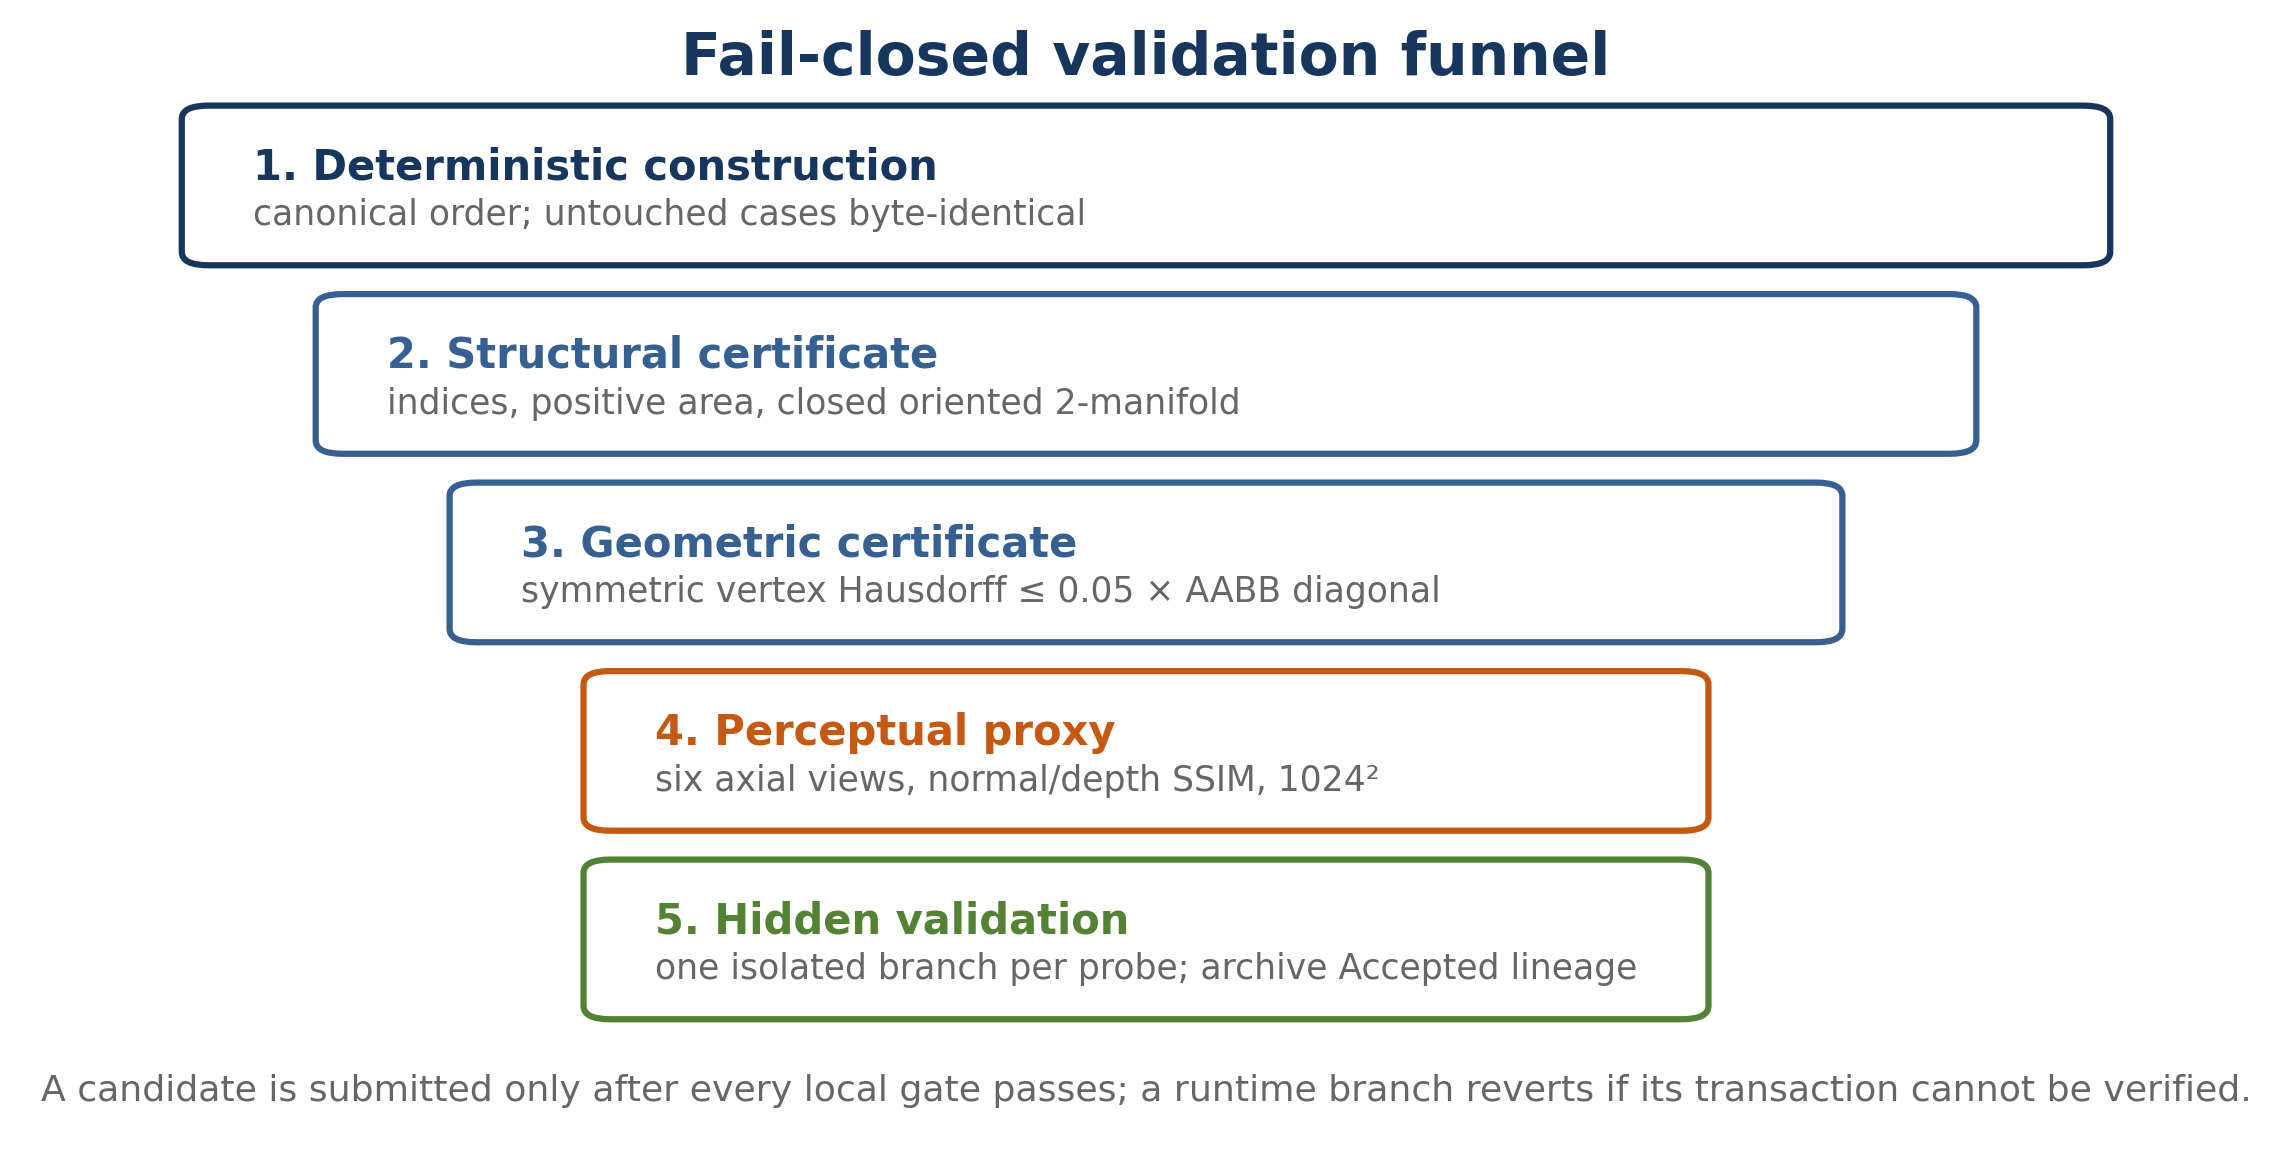 Fail-closed validation funnel
1. Deterministic construction
canonical order; untouched cases byte-identical
2. Structural certificate
indices, positive area, closed oriented 2-manifold
3. Geometric certificate
symmetric vertex Hausdorff ≤ 0.05 × AABB diagonal
4. Perceptual proxy
six axial views, normal/depth SSIM, 1024²
5. Hidden validation
one isolated branch per probe; archive Accepted lineage
A candidate is submitted only after every local gate passes; a runtime branch reverts if its transaction cannot be verified.